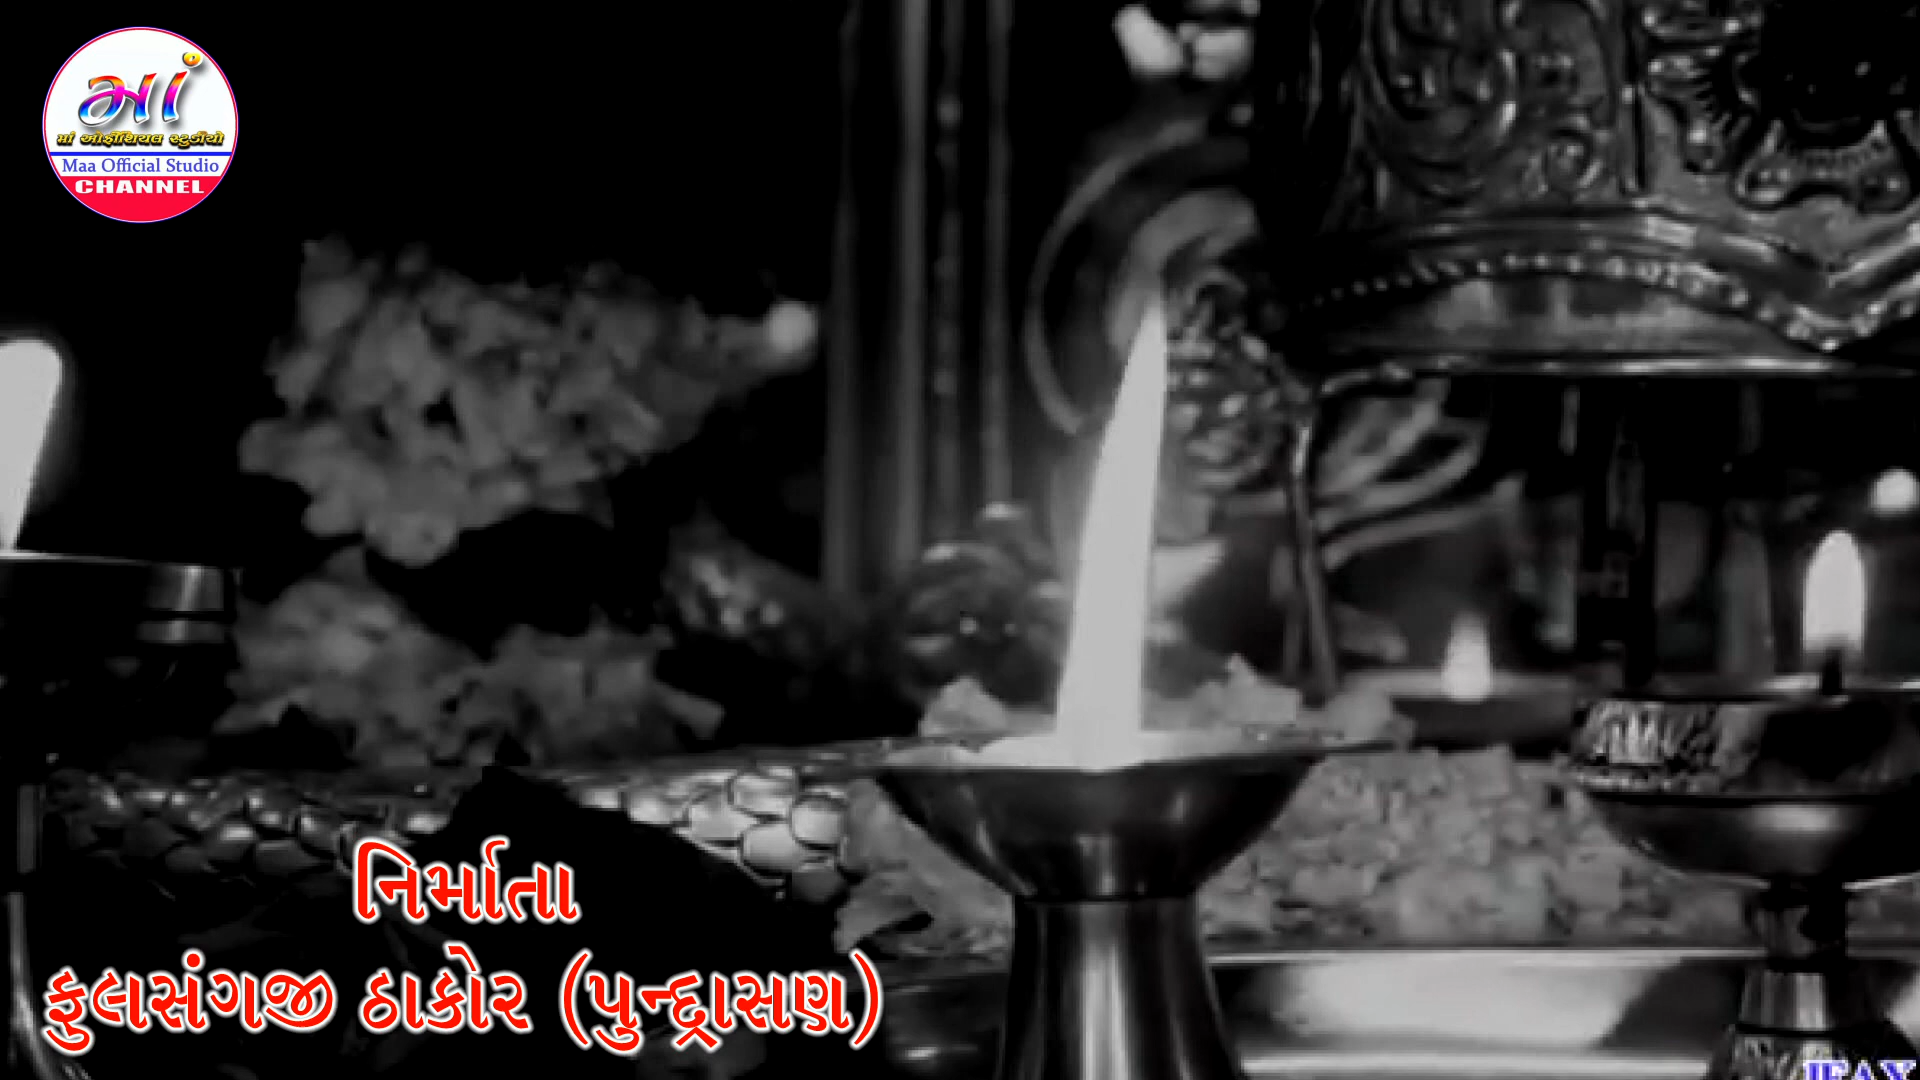 માં
માં ઓફીશિયલ સ્ટુડીયો
Maa Official Studio
CHANNEL
નિર્માતા
ફુલસંગજી ઠાકોર (પુન્દ્રાસણ)